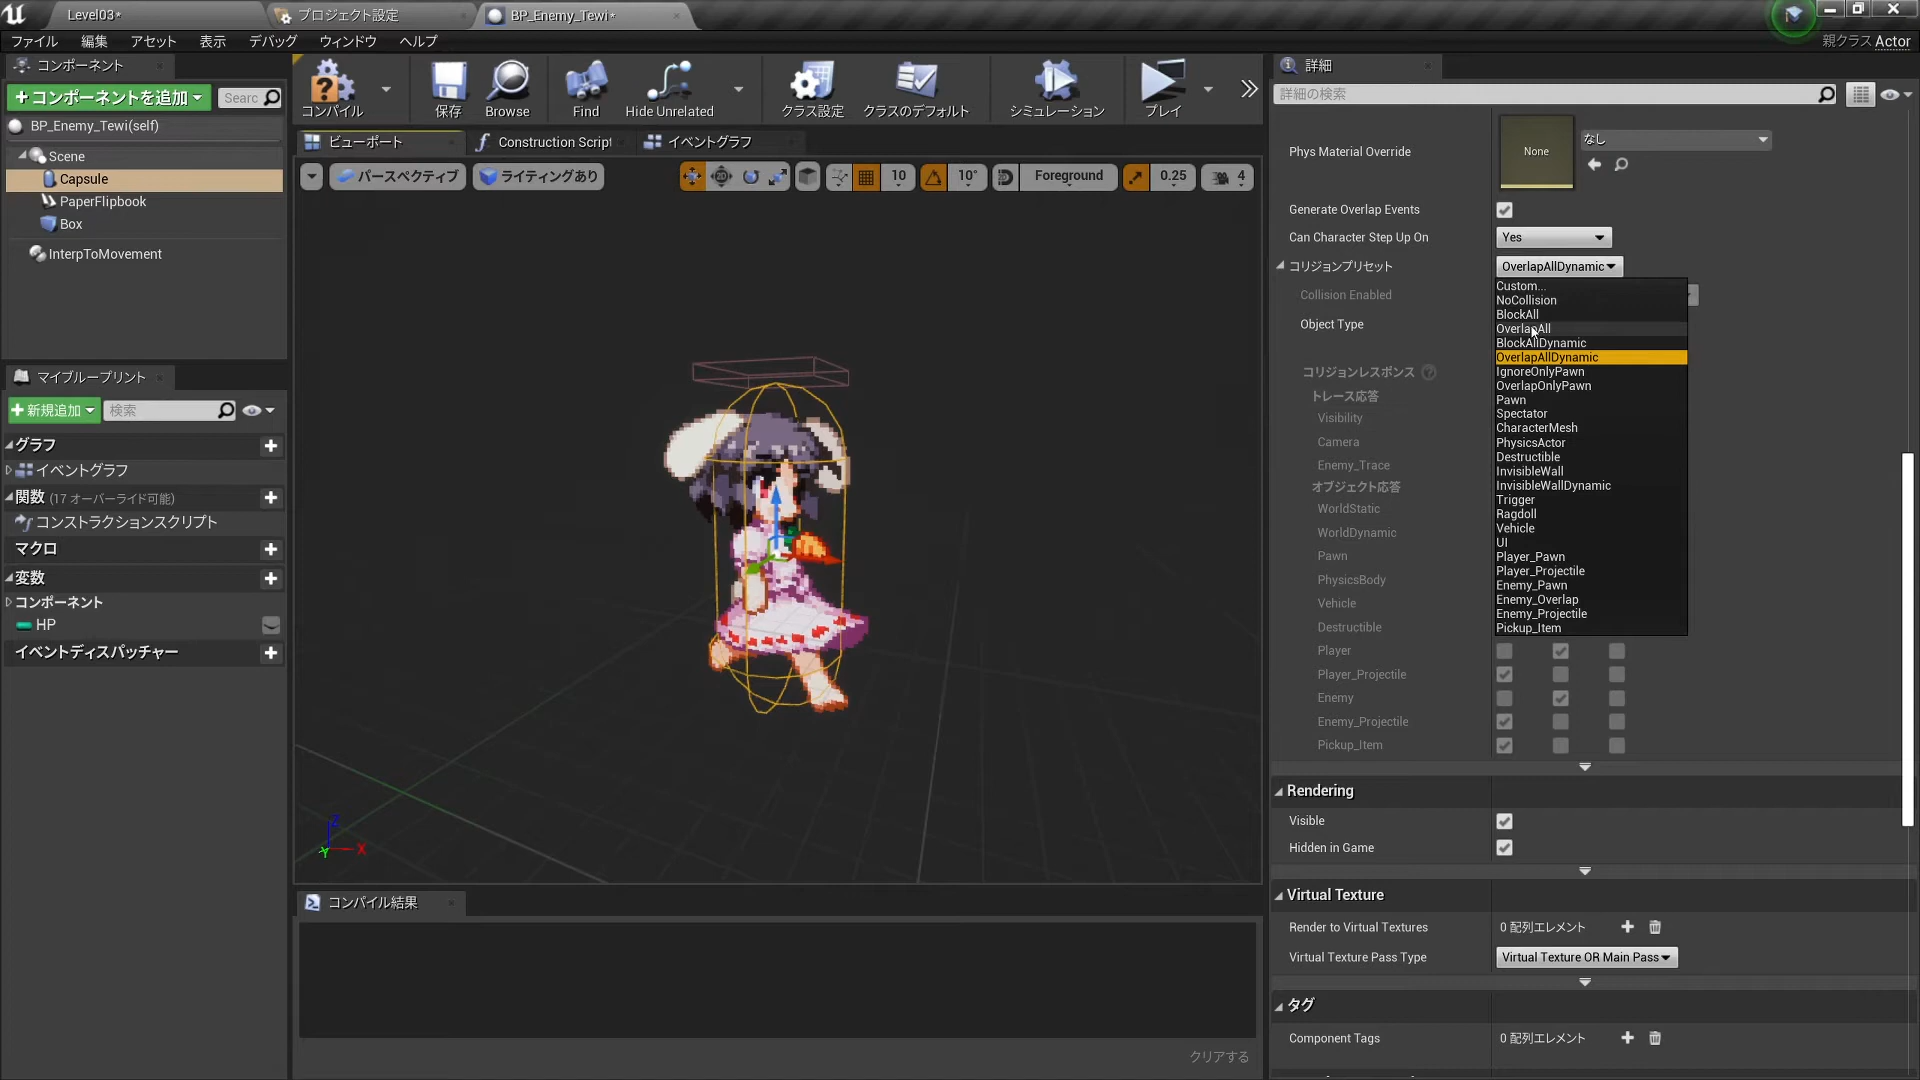 Level03*
プロジェクト設定
BP_Enemy_Tewi*
ファイル 編集 アセット 表示 デバッグ ウィンドウ ヘルプ
親クラス Actor
コンポーネント
+コンポーネントを追加
Searc
BP_Enemy_Tewi(self)
Scene
Capsule
PaperFlipbook
Box
InterpToMovement
マイブループリント
+新規追加
検索
グラフ
イベントグラフ
関数 (17 オーバーライド可能)
コンストラクションスクリプト
マクロ
変数
コンポーネント
HP
イベントディスパッチャー
コンパイル
保存
Browse
Find
Hide Unrelated
クラス設定
クラスのデフォルト
シミュレーション
プレイ
ビューポート
Construction Script
イベントグラフ
パースペクティブ
ライティングあり
10
10°
Foreground
0.25
4
Z
X
Y
コンパイル結果
クリアする
詳細
詳細の検索
Phys Material Override
None
なし
Generate Overlap Events
Can Character Step Up On
Yes
コリジョンプリセット
OverlapAllDynamic
Collision Enabled
Object Type
コリジョンレスポンス
トレース応答
Visibility
Camera
Enemy_Trace
オブジェクト応答
WorldStatic
WorldDynamic
Pawn
PhysicsBody
Vehicle
Destructible
Player
Player_Projectile
Enemy
Enemy_Projectile
Pickup_Item
Custom...
NoCollision
BlockAll
OverlapAll
BlockAllDynamic
OverlapAllDynamic
IgnoreOnlyPawn
OverlapOnlyPawn
Pawn
Spectator
CharacterMesh
PhysicsActor
Destructible
InvisibleWall
InvisibleWallDynamic
Trigger
Ragdoll
Vehicle
UI
Player_Pawn
Player_Projectile
Enemy_Pawn
Enemy_Overlap
Enemy_Projectile
Pickup_Item
Rendering
Visible
Hidden in Game
Virtual Texture
Render to Virtual Textures
0 配列エレメント
Virtual Texture Pass Type
Virtual Texture OR Main Pass
タグ
Component Tags
0 配列エレメント